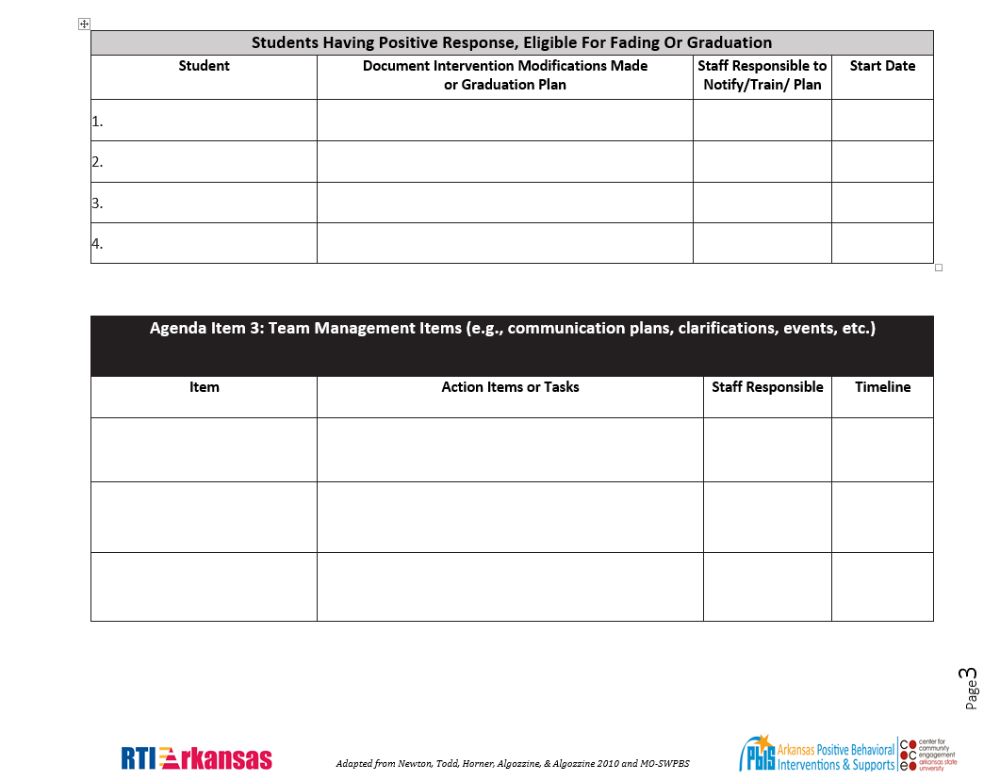 Students Having Positive Response, Eligible For Fading Or Graduation
Student
Document Intervention Modifications Made
or Graduation Plan
Staff Responsible to
Notify/Train/ Plan
Start Date
1.
2.
3.
4.
Agenda Item 3: Team Management Items (e.g., communication plans, clarifications, events, etc.)
Item
Action Items or Tasks
Staff Responsible
Timeline
Page 3
RTI Arkansas
Adapted from Newton, Todd, Horner, Algozzine, & Algozzine 2010 and MO-SWPBS
PbiS
Arkansas Positive Behavioral
Interventions & Supports
center for
community
engagement
arkansas state
university